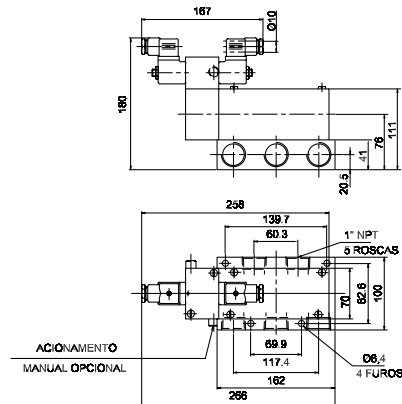 167
Ø10
180
41
76
111
20.5
258
139.7
60.3
1" NPT
5 ROSCAS
70
82.6
100
ACIONAMENTO
MANUAL OPCIONAL
69.9
117.4
162
266
Ø6,4
4 FUROS